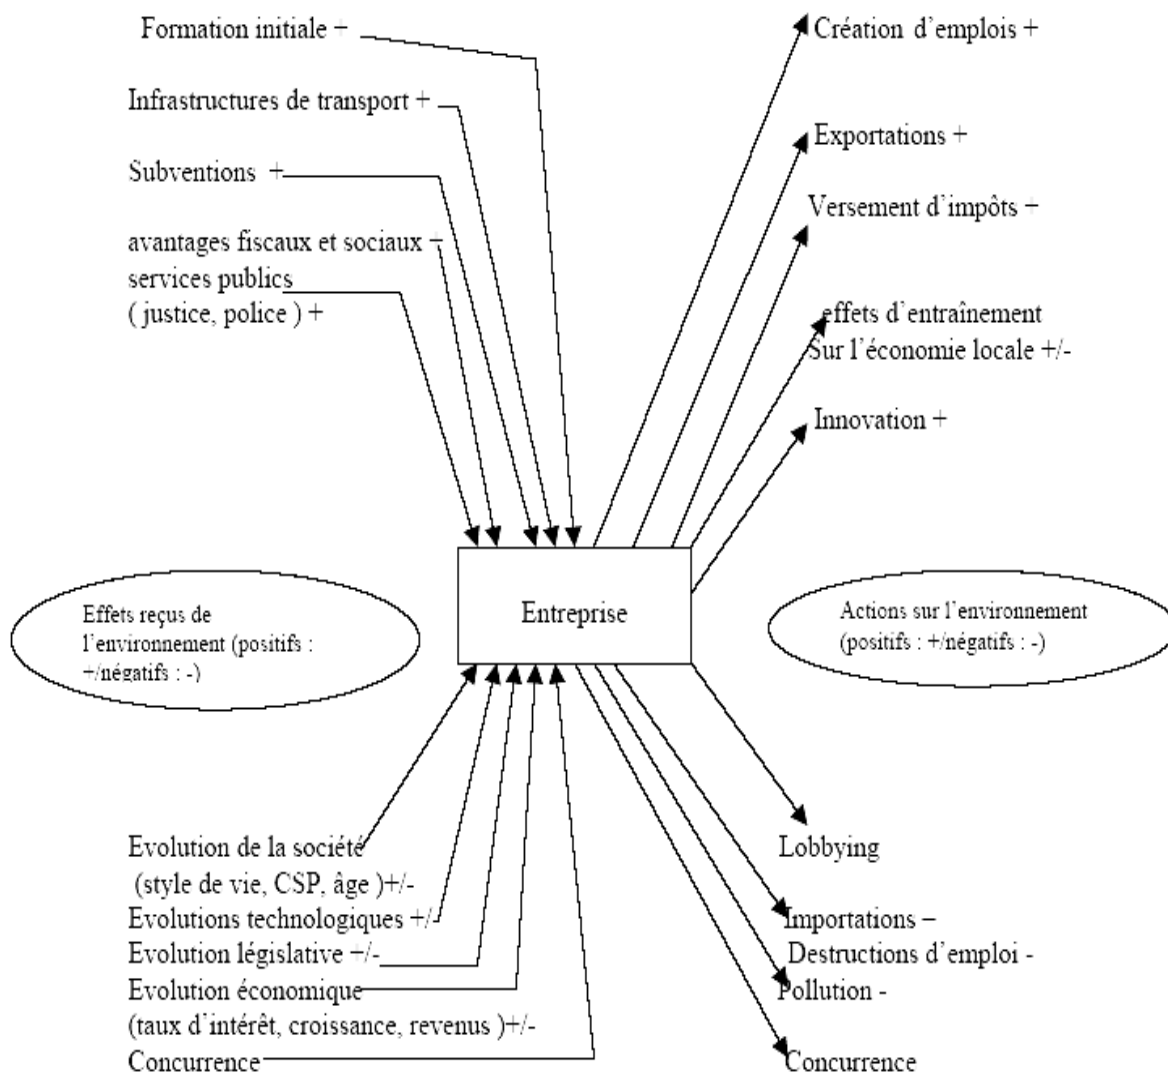 Formation initiale +
Infrastructures de transport +
Subventions +
avantages fiscaux et sociaux +
services publics
( justice, police ) +
Création d'emplois +
Exportations +
Versement d'impôts +
effets d'entraînement
Sur l'économie locale +/-
Innovation +
Effets reçus de
l'environnement (positifs :
+/négatifs : -)
Entreprise
Actions sur l'environnement
(positifs : +/négatifs : -)
Evolution de la société
(style de vie, CSP, âge )+/-
Evolutions technologiques +/-
Evolution législative +/-
Evolution économique
(taux d'intérêt, croissance, revenus )+/-
Concurrence
Lobbying
Importations –
Destructions d'emploi -
Pollution -
Concurrence